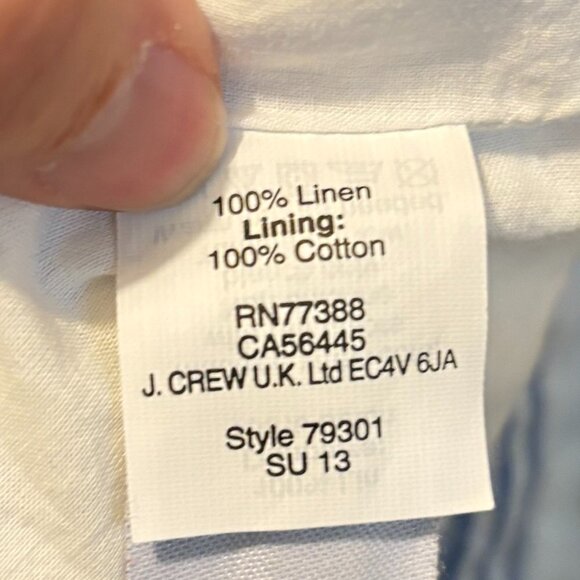 100% Linen
Lining:
100% Cotton
RN77388
CA56445
J. CREW U.K. Ltd EC4V 6JA
Style 79301
SU 13